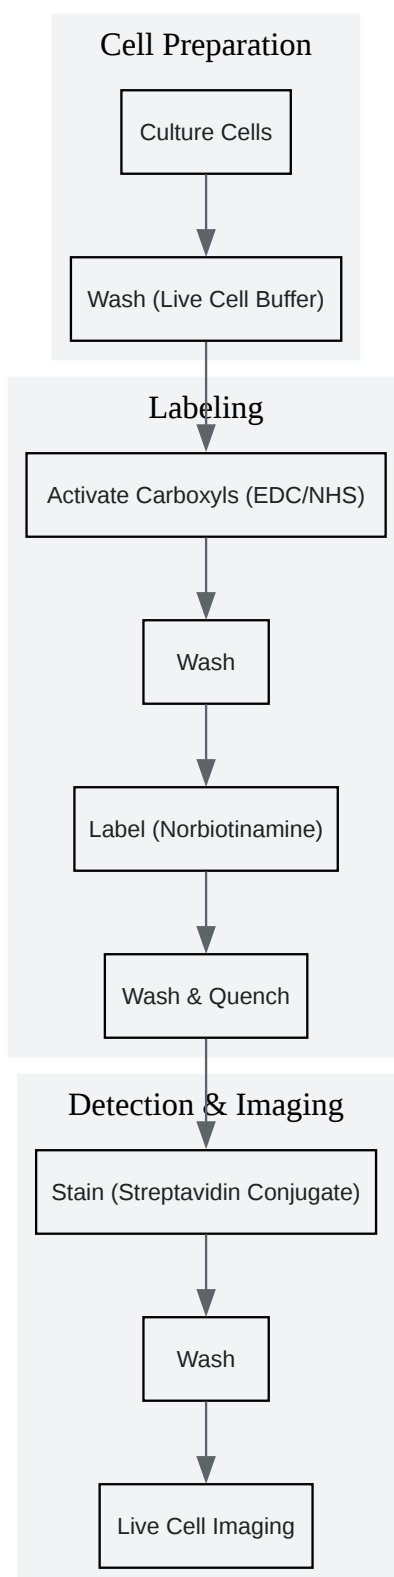 Cell Preparation
Culture Cells
Wash (Live Cell Buffer)
Labeling
Activate Carboxyls (EDC/NHS)
Wash
Label (Norbiotinamine)
Wash & Quench
Detection & Imaging
Stain (Streptavidin Conjugate)
Wash
Live Cell Imaging